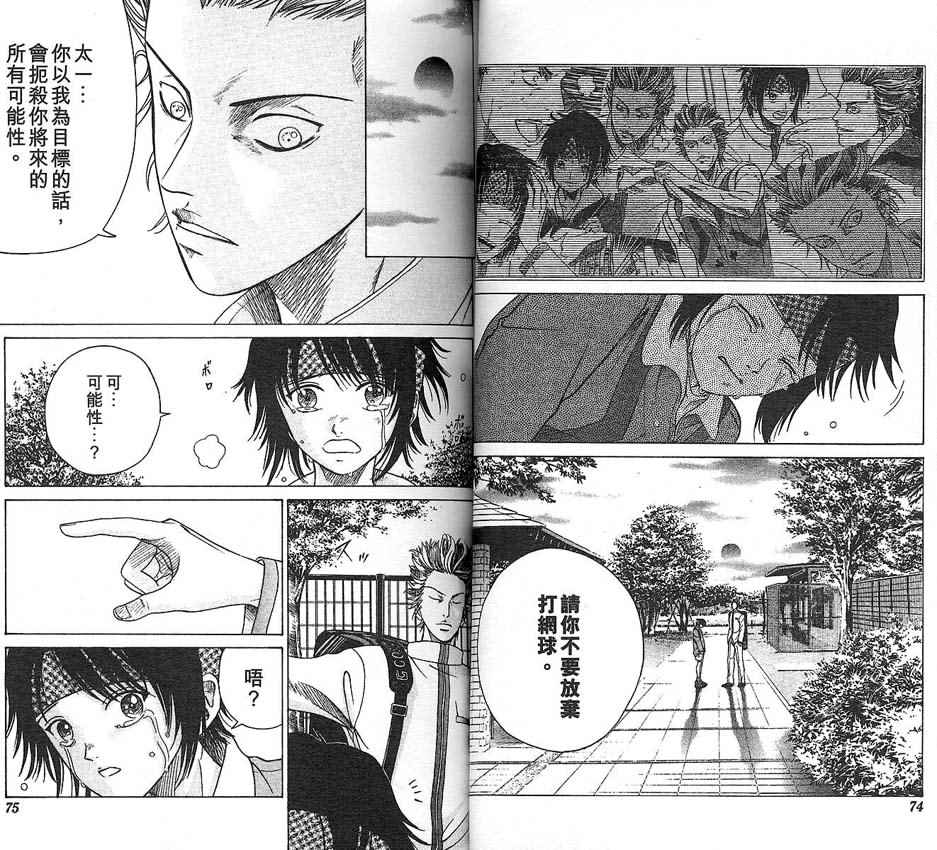 請你不要放棄
打網球。
74
太一⋯
你以我為目標的話，
會扼殺你將來的
所有可能性。
ボロ
可⋯
可能性⋯？
スイ
唔？
75